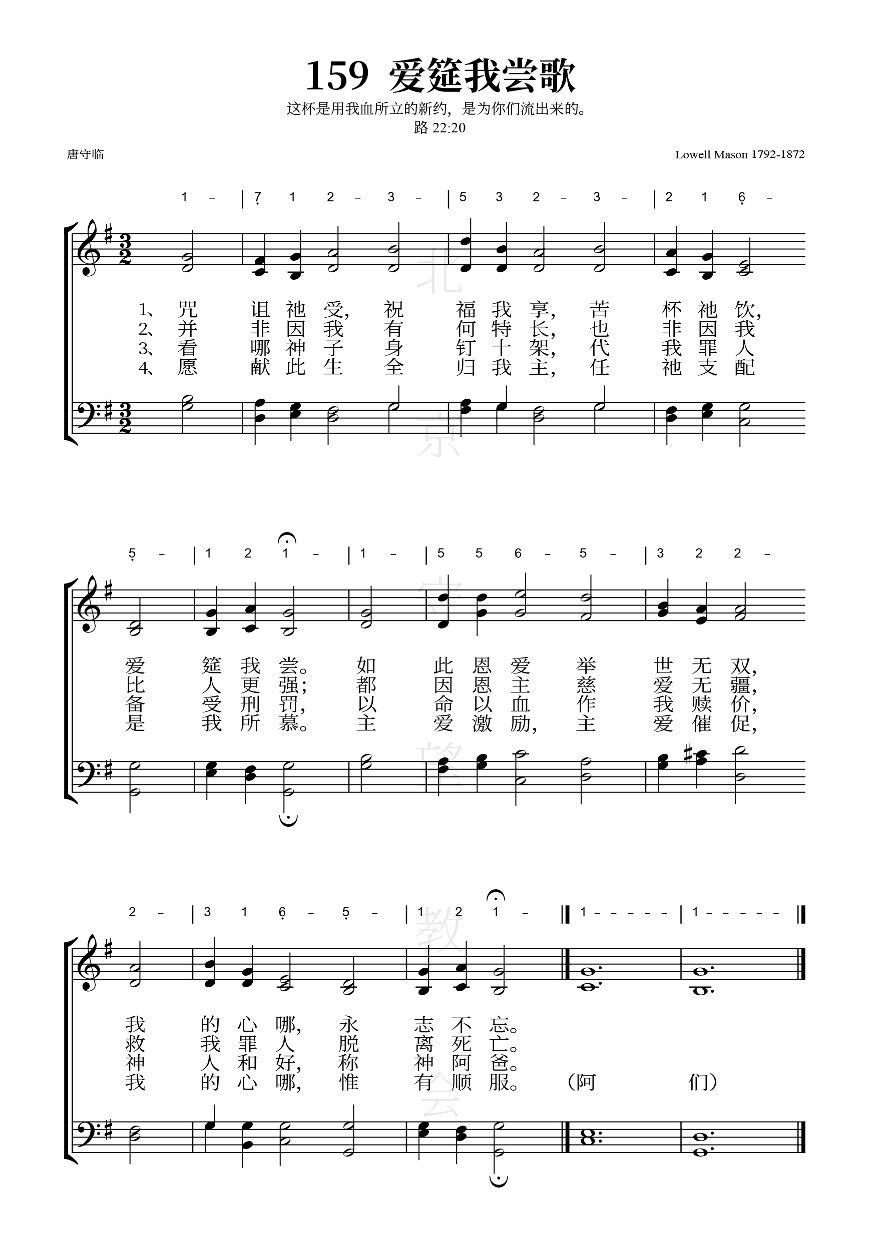 159 爱筵我尝歌
这杯是用我血所立的新约，是为你们流出来的。
路 22:20
唐守临
Lowell Mason 1792-1872
1 - | 7 1 2 - 3 - | 5 3 2 - 3 - | 2 1 6 -
1、咒 诅 祂 受， 祝 福 我 享， 苦 杯 祂 饮，
2、并 非 因 我 有 何 特 长， 也 非 因 我
3、看 哪 神 子 身 钉 十 架， 代 我 罪 人
4、愿 献 此 生 全 归 我 主， 任 祂 支 配
5 - | 1 2 1 - | 1 - | 5 5 6 - 5 - | 3 2 2 -
爱 筵 我 尝。 如 此 恩 爱 举 世 无 双，
比 人 更 强； 都 因 恩 主 慈 爱 无 疆，
备 受 刑 罚， 以 命 以 血 作 我 赎 价，
是 我 所 慕。 主 爱 激 励， 主 爱 催 促，
2 - | 3 1 6 - 5 - | 1 2 1 - || 1 - - - - - | 1 - - - - - ||
我 的 心 哪， 永 志 不 忘。
救 我 罪 人 脱 离 死 亡。
神 人 和 好， 称 神 阿 爸。
我 的 心 哪， 惟 有 顺 服。（阿 们）
北京守望教会